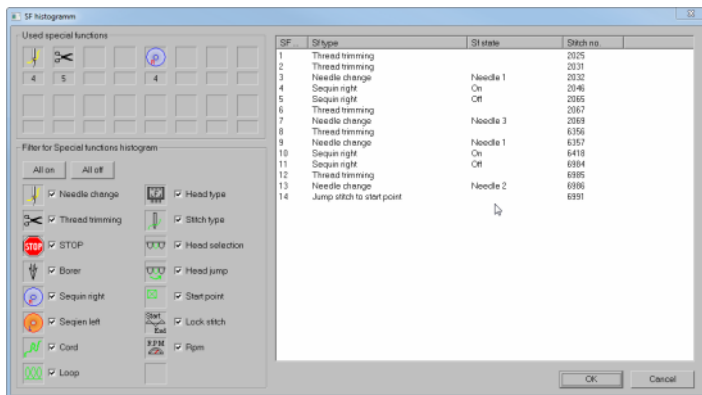 SF histogramm
Used special functions
4 5 4
Filter for Special functions histogram
All on All off
Needle change
Thread trimming
STOP STOP
Borer
Sequin right
Seqien left
Cord
Loop
Head type
Stitch type
Head selection
Head jump
Start point
Start End Lock stitch
RPM Rpm
SF... Sf type Sf state Stitch no.
1 Thread trimming 2025
2 Thread trimming 2031
3 Needle change Needle 1 2032
4 Sequin right On 2046
5 Sequin right Off 2065
6 Thread trimming 2067
7 Needle change Needle 3 2069
8 Thread trimming 6356
9 Needle change Needle 1 6357
10 Sequin right On 6418
11 Sequin right Off 6984
12 Thread trimming 6985
13 Needle change Needle 2 6986
14 Jump stitch to start point 6991
OK Cancel